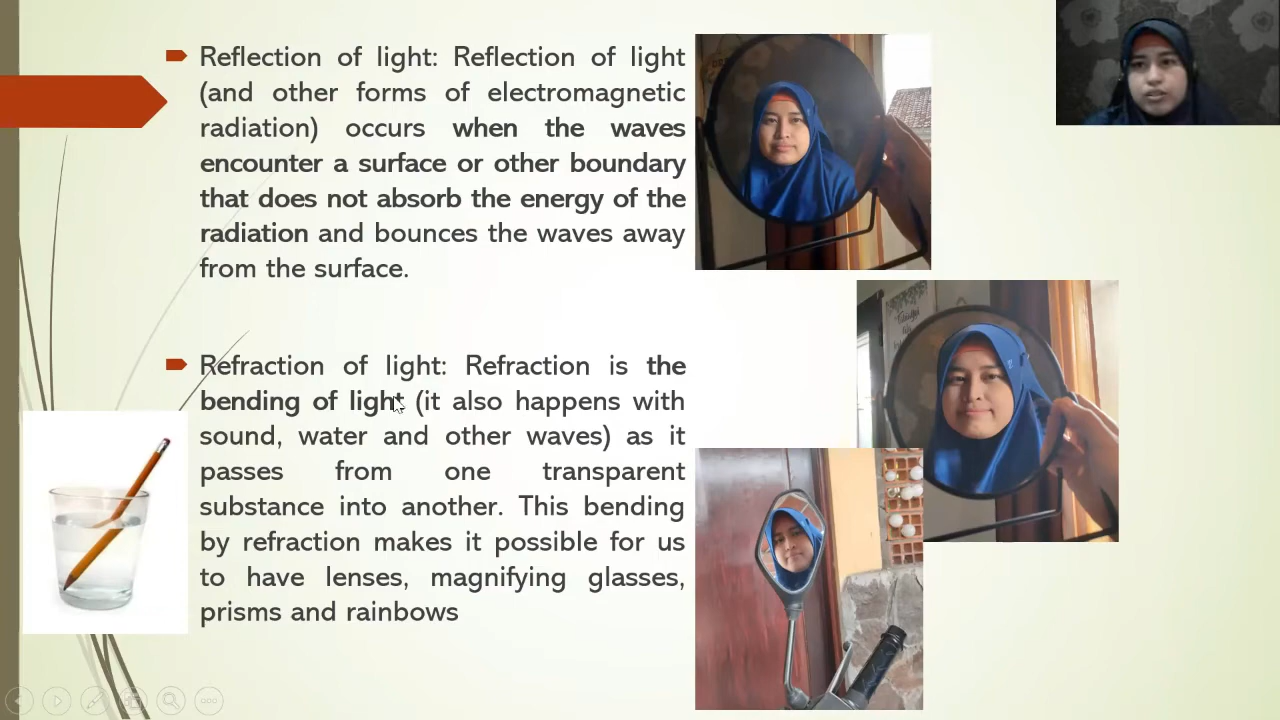 Reflection of light: Reflection of light
(and other forms of electromagnetic
radiation) occurs when the waves
encounter a surface or other boundary
that does not absorb the energy of the
radiation and bounces the waves away
from the surface.
Refraction of light: Refraction is the
bending of light (it also happens with
sound, water and other waves) as it
passes from one transparent
substance into another. This bending
by refraction makes it possible for us
to have lenses, magnifying glasses,
prisms and rainbows